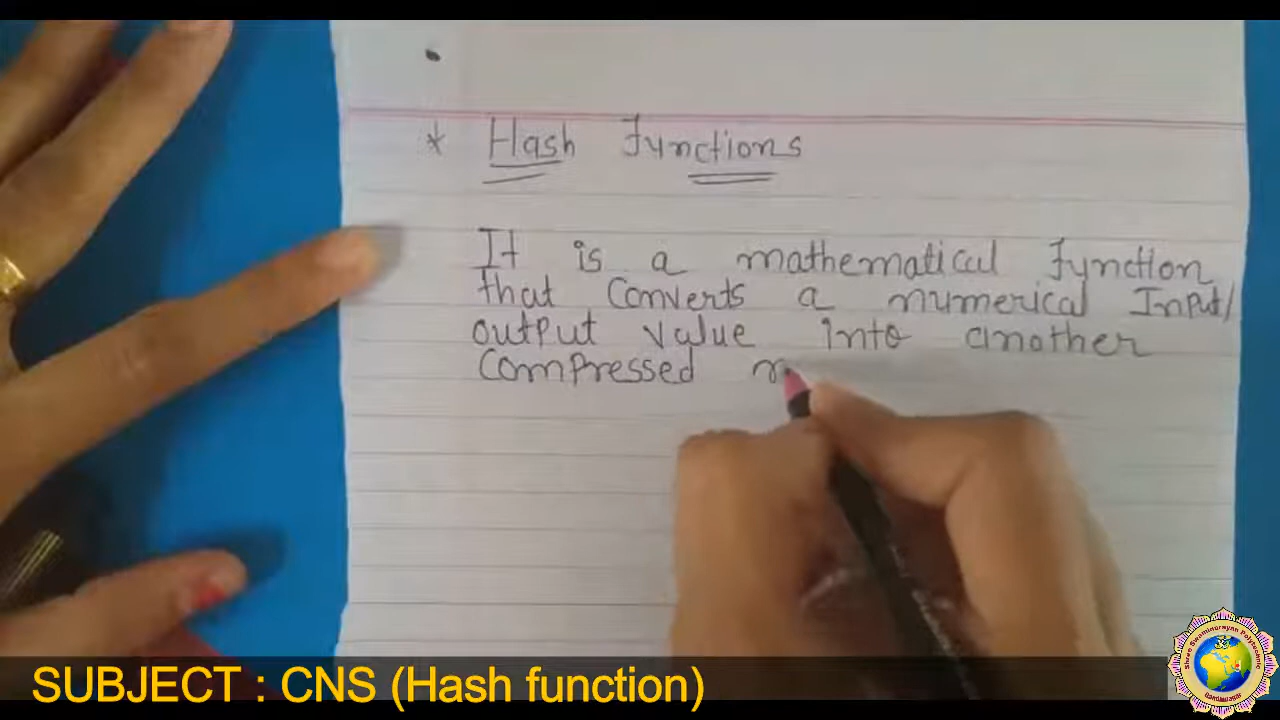 * Hash Functions
It is a mathematical function
that converts a numerical Input/
output value into another
compressed n
SUBJECT : CNS (Hash function)